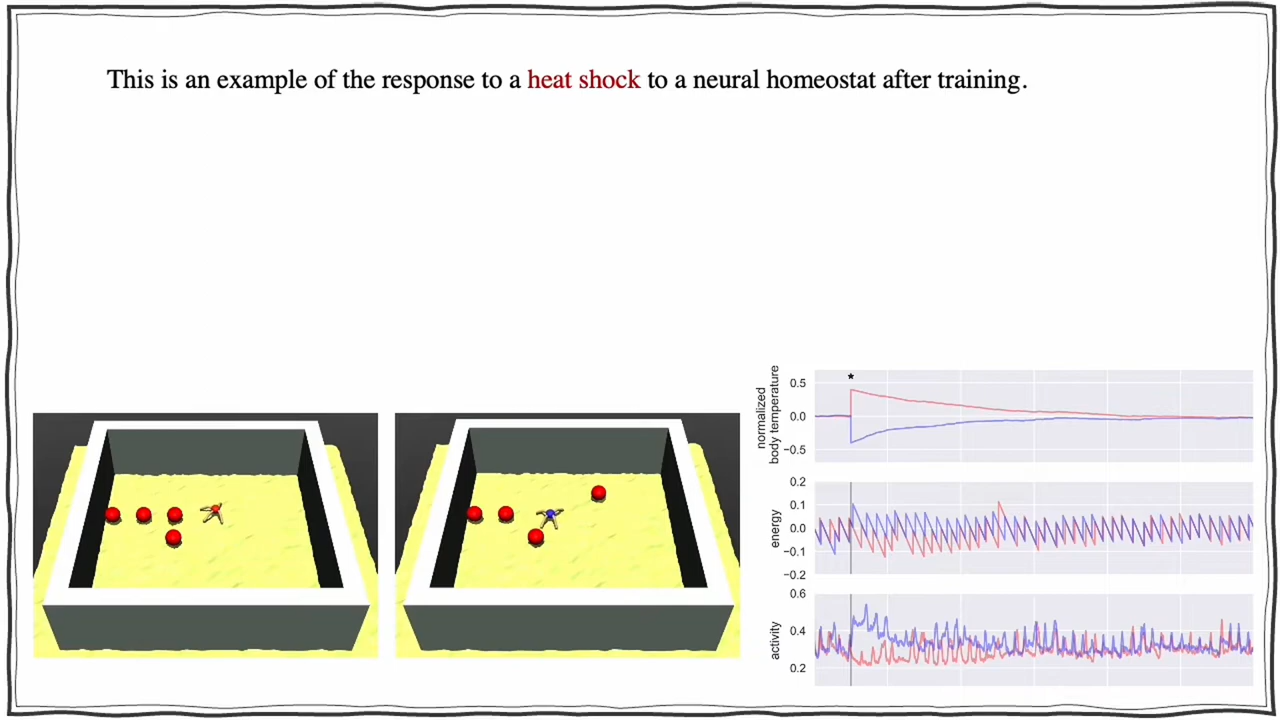 This is an example of the response to a heat shock to a neural homeostat after training.
*
normalized
body temperature
0.5
0.0
−0.5
energy
0.2
0.1
0.0
−0.1
−0.2
activity
0.6
0.4
0.2